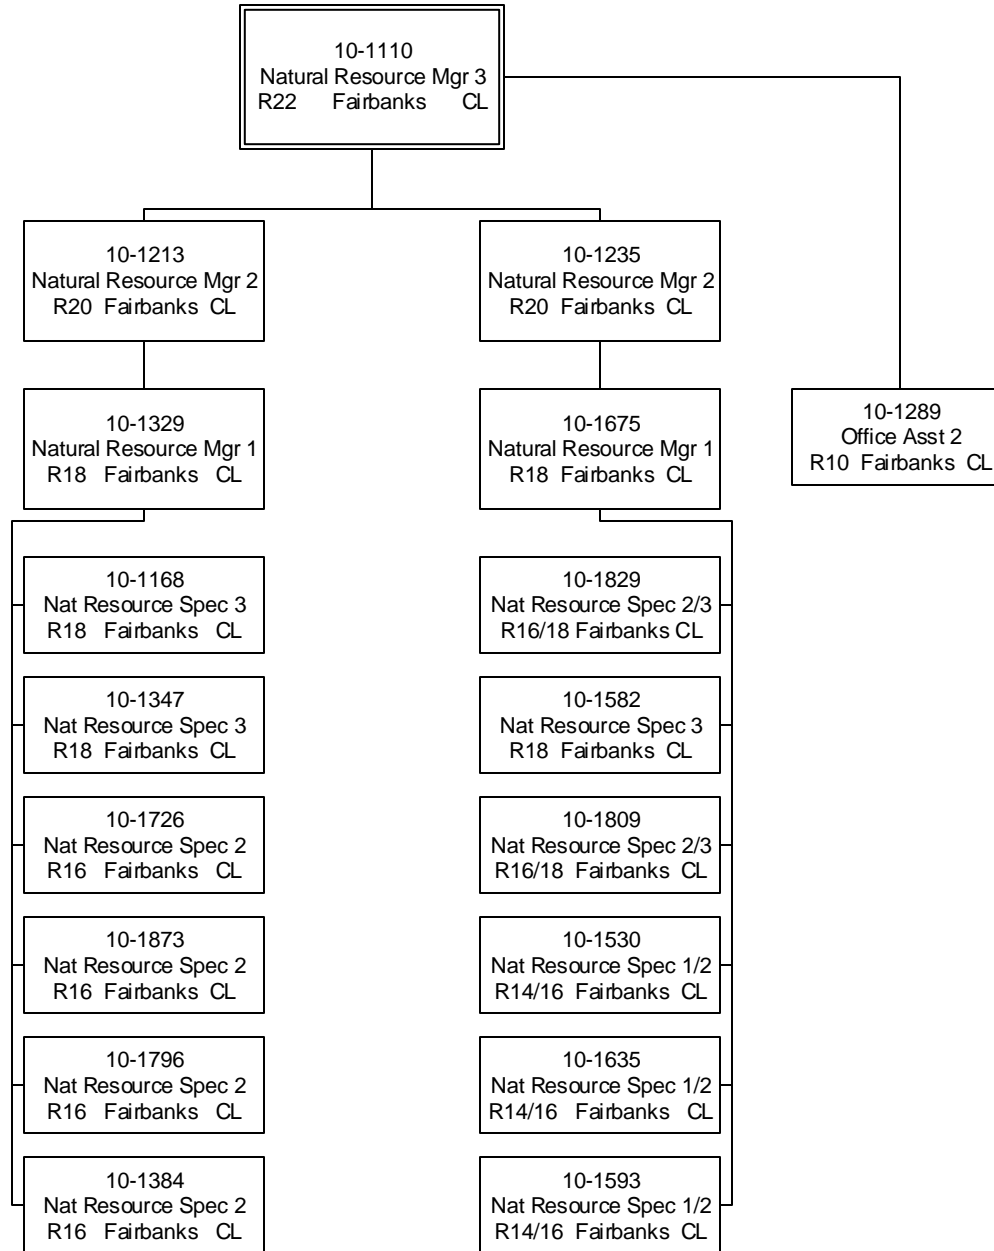 10-1110
Natural Resource Mgr 3
R22 Fairbanks CL
10-1213
Natural Resource Mgr 2
R20 Fairbanks CL
10-1235
Natural Resource Mgr 2
R20 Fairbanks CL
10-1329
Natural Resource Mgr 1
R18 Fairbanks CL
10-1675
Natural Resource Mgr 1
R18 Fairbanks CL
10-1289
Office Asst 2
R10 Fairbanks CL
10-1168
Nat Resource Spec 3
R18 Fairbanks CL
10-1829
Nat Resource Spec 2/3
R16/18 Fairbanks CL
10-1347
Nat Resource Spec 3
R18 Fairbanks CL
10-1582
Nat Resource Spec 3
R18 Fairbanks CL
10-1726
Nat Resource Spec 2
R16 Fairbanks CL
10-1809
Nat Resource Spec 2/3
R16/18 Fairbanks CL
10-1873
Nat Resource Spec 2
R16 Fairbanks CL
10-1530
Nat Resource Spec 1/2
R14/16 Fairbanks CL
10-1796
Nat Resource Spec 2
R16 Fairbanks CL
10-1635
Nat Resource Spec 1/2
R14/16 Fairbanks CL
10-1384
Nat Resource Spec 2
R16 Fairbanks CL
10-1593
Nat Resource Spec 1/2
R14/16 Fairbanks CL